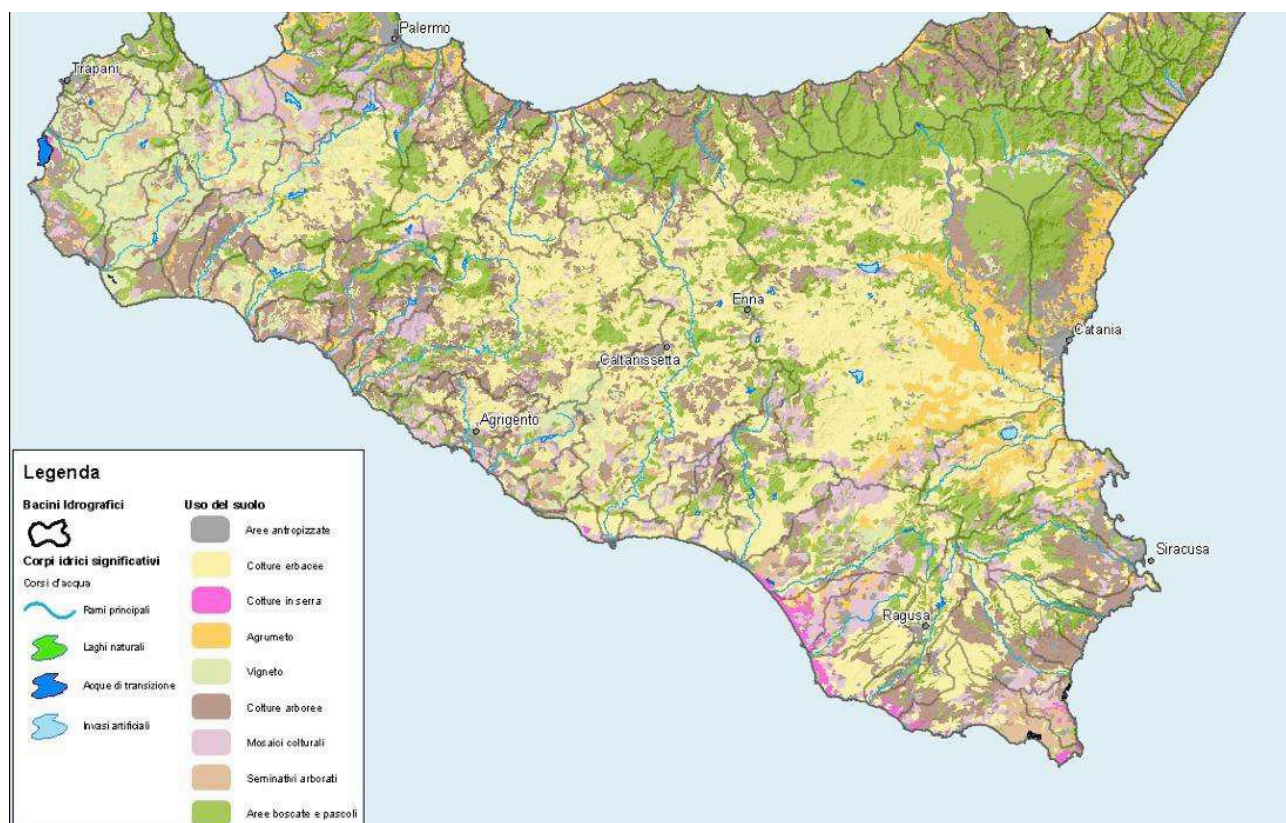 Palermo
Trapani
Enna
Catania
Caltanissetta
Agrigento
Siracusa
Ragusa
Legenda
Bacini Idrografici
Corpi idrici significativi
Corsi d'acqua
Rami principali
Laghi naturali
Acque di transizione
Invasi artificiali
Uso del suolo
Aree antropizzate
Colture erbacee
Colture in serra
Agrumeto
Vigneto
Colture arboree
Mosaici colturali
Seminativi arborati
Aree boscate e pascoli